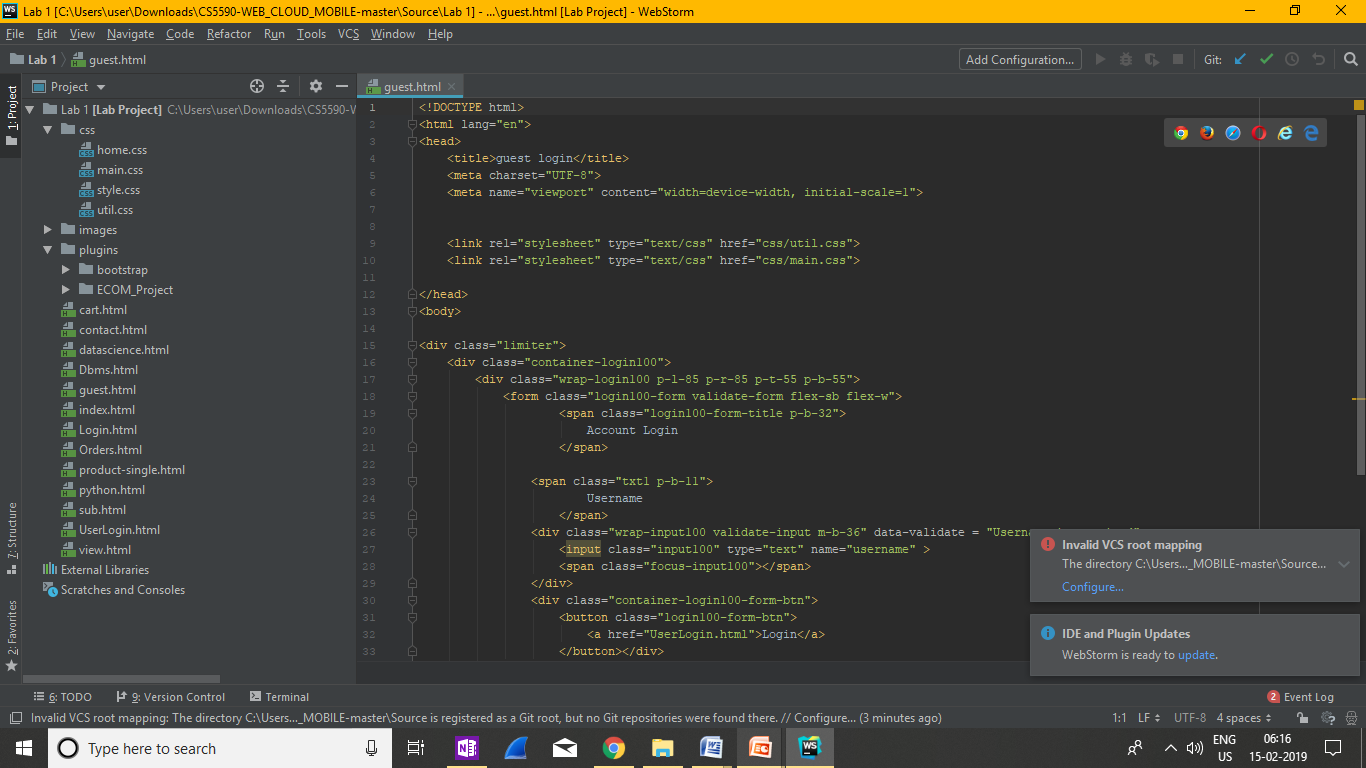 Lab 1 [C:\Users\user\Downloads\CS5590-WEB_CLOUD_MOBILE-master\Source\Lab 1] - ...\guest.html [Lab Project] - WebStorm
File Edit View Navigate Code Refactor Run Tools VCS Window Help
Lab 1 guest.html Add Configuration... Git:
1: Project
7: Structure
2: Favorites
Project
Lab 1 [Lab Project] C:\Users\user\Downloads\CS5590-W
css
home.css
main.css
style.css
util.css
images
plugins
bootstrap
ECOM_Project
cart.html
contact.html
datascience.html
Dbms.html
guest.html
index.html
Login.html
Orders.html
product-single.html
python.html
sub.html
UserLogin.html
view.html
External Libraries
Scratches and Consoles
guest.html
1 <!DOCTYPE html>
2 <html lang="en">
3 <head>
4 <title>guest login</title>
5 <meta charset="UTF-8">
6 <meta name="viewport" content="width=device-width, initial-scale=1">
7
8
9 <link rel="stylesheet" type="text/css" href="css/util.css">
10 <link rel="stylesheet" type="text/css" href="css/main.css">
11
12 </head>
13 <body>
14
15 <div class="limiter">
16 <div class="container-login100">
17 <div class="wrap-login100 p-l-85 p-r-85 p-t-55 p-b-55">
18 <form class="login100-form validate-form flex-sb flex-w">
19 <span class="login100-form-title p-b-32">
20 Account Login
21 </span>
22
23 <span class="txt1 p-b-11">
24 Username
25 </span>
26 <div class="wrap-input100 validate-input m-b-36" data-validate = "Usern
27 <input class="input100" type="text" name="username" >
28 <span class="focus-input100"></span>
29 </div>
30 <div class="container-login100-form-btn">
31 <button class="login100-form-btn">
32 <a href="UserLogin.html">Login</a>
33 </button></div>
Invalid VCS root mapping
The directory C:\Users..._MOBILE-master\Source...
Configure...
IDE and Plugin Updates
WebStorm is ready to update.
6: TODO 9: Version Control Terminal 2 Event Log
Invalid VCS root mapping: The directory C:\Users..._MOBILE-master\Source is registered as a Git root, but no Git repositories were found there. // Configure... (3 minutes ago) 1:1 LF UTF-8 4 spaces
Type here to search
ENG
US
06:16
15-02-2019